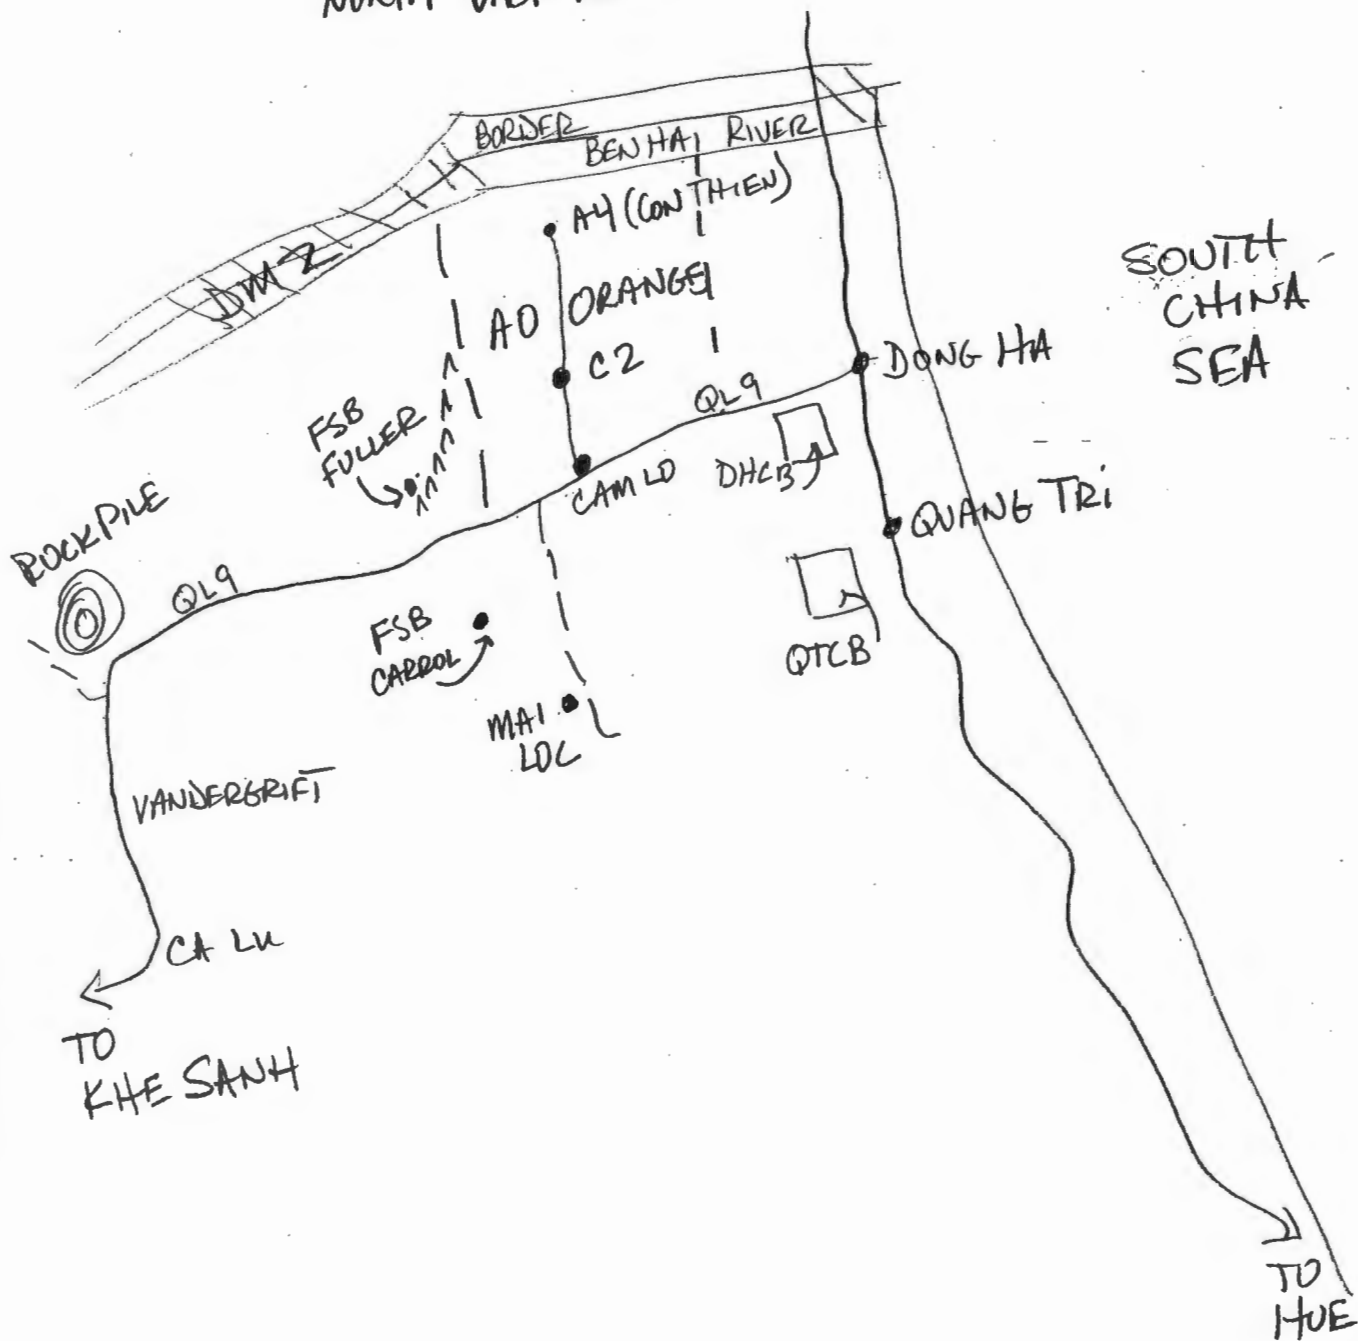 NORTH
BORDER
BEN HAI RIVER
A4 (CON THIEN)
DMZ
SOUTH
CHINA
SEA
AO ORANGE
C2
DONG HA
QL9
FSB
FULLER
CAM LO
DHCB
QUANG TRI
ROCKPILE
QL9
FSB
CARROL
QTCB
MAI
LOC
VANDERGRIFT
CA LU
TO
KHE SANH
TO
HUE